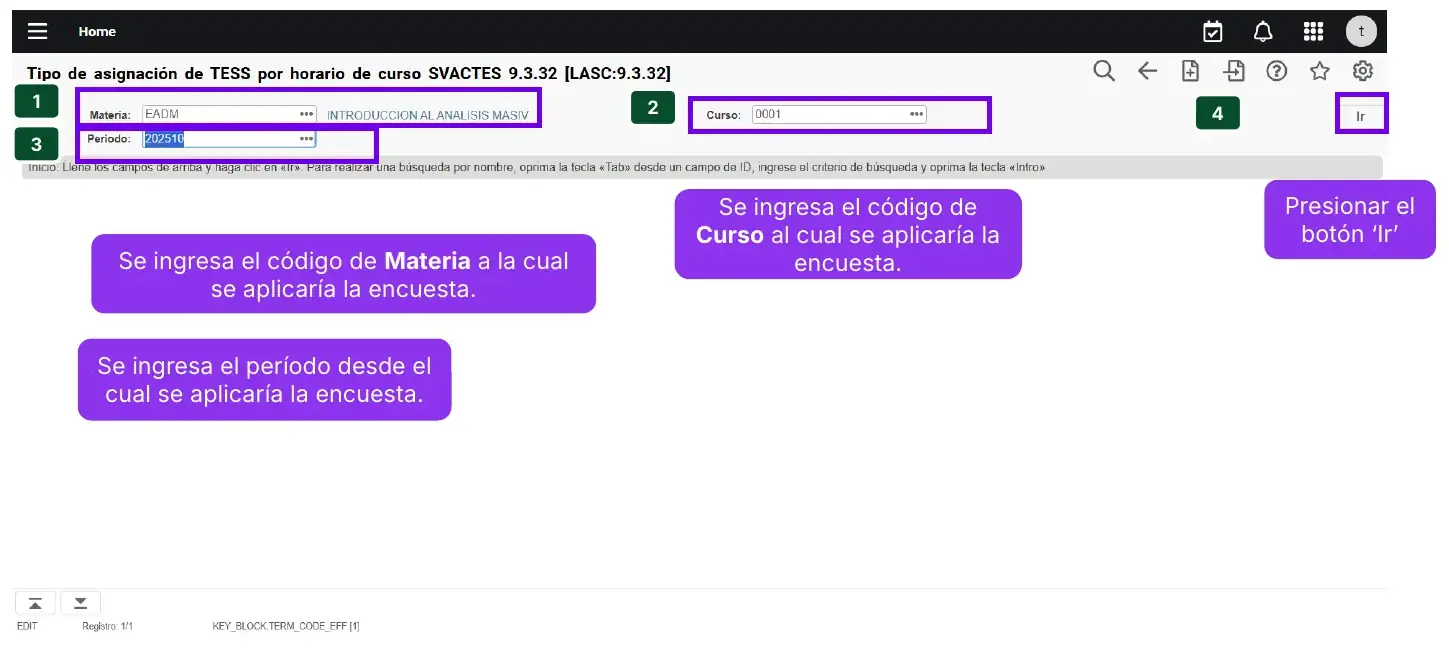 Home
t
Tipo de asignación de TESS por horario de curso SVACTES 9.3.32 [LASC:9.3.32]
1
Materia: EADM ••• INTRODUCCION AL ANALISIS MASIV
2
Curso: 0001 •••
4
Ir
3
Periodo: 202510 •••
Inicio: Llene los campos de arriba y haga clic en «Ir». Para realizar una búsqueda por nombre, oprima la tecla «Tab» desde un campo de ID, ingrese el criterio de búsqueda y oprima la tecla «Intro»
Se ingresa el código de
Curso al cual se aplicaría la
encuesta.
Presionar el
botón ‘Ir’
Se ingresa el código de Materia a la cual
se aplicaría la encuesta.
Se ingresa el período desde el
cual se aplicaría la encuesta.
EDIT Registro: 1/1 KEY_BLOCK.TERM_CODE_EFF [1]